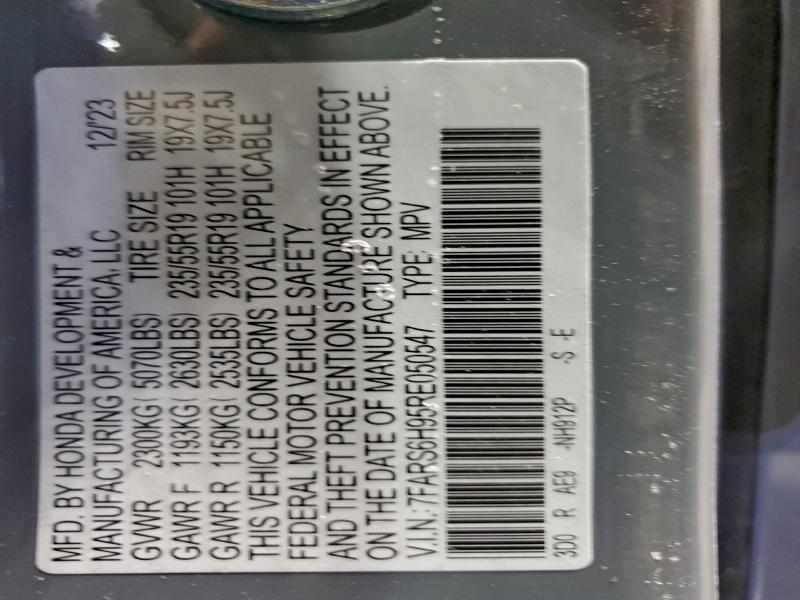 MFD. BY HONDA DEVELOPMENT &
MANUFACTURING OF AMERICA, LLC 12/'23
GVWR 2300KG( 5070LBS) TIRE SIZE RIM SIZE
GAWR F 1193KG( 2630LBS) 235/55R19 101H 19X7.5J
GAWR R 1150KG( 2535LBS) 235/55R19 101H 19X7.5J
THIS VEHICLE CONFORMS TO ALL APPLICABLE
FEDERAL MOTOR VEHICLE SAFETY
AND THEFT PREVENTION STANDARDS IN EFFECT
ON THE DATE OF MANUFACTURE SHOWN ABOVE.
V.I.N.:7FARS6H95RE050547 TYPE: MPV
3D0 R AE9 -NH912P -S -E